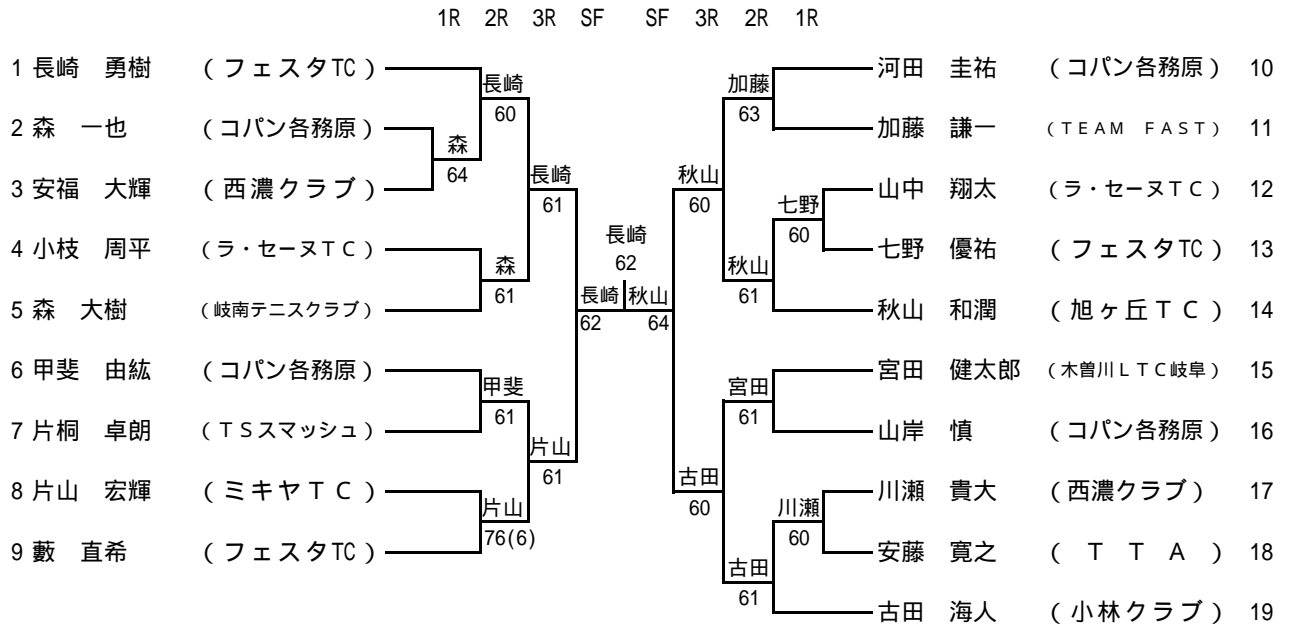 1R 2R 3R SF SF 3R 2R 1R
1 長崎 勇樹 (フェスタTC) 河田 圭祐 (コパン各務原) 10
長崎 加藤
60 63
2 森 一也 (コパン各務原) 加藤 謙一 (TEAM FAST) 11
森
64
長崎 秋山
61 60
3 安福 大輝 (西濃クラブ) 山中 翔太 (ラ・セーヌTC) 12
七野
60
4 小枝 周平 (ラ・セーヌTC) 七野 優祐 (フェスタTC) 13
長崎
62
森 秋山
61 61
5 森 大樹 (岐南テニスクラブ) 秋山 和潤 (旭ヶ丘TC) 14
長崎 秋山
62 64
6 甲斐 由紘 (コパン各務原) 宮田 健太郎 (木曽川LTC岐阜) 15
甲斐 宮田
61 61
7 片桐 卓朗 (TSスマッシュ) 山岸 慎 (コパン各務原) 16
片山 古田
61 60
8 片山 宏輝 (ミキヤTC) 川瀬 貴大 (西濃クラブ) 17
片山 川瀬
76(6) 60
9 藪 直希 (フェスタTC) 安藤 寛之 (TTA) 18
古田
61
古田 海人 (小林クラブ) 19